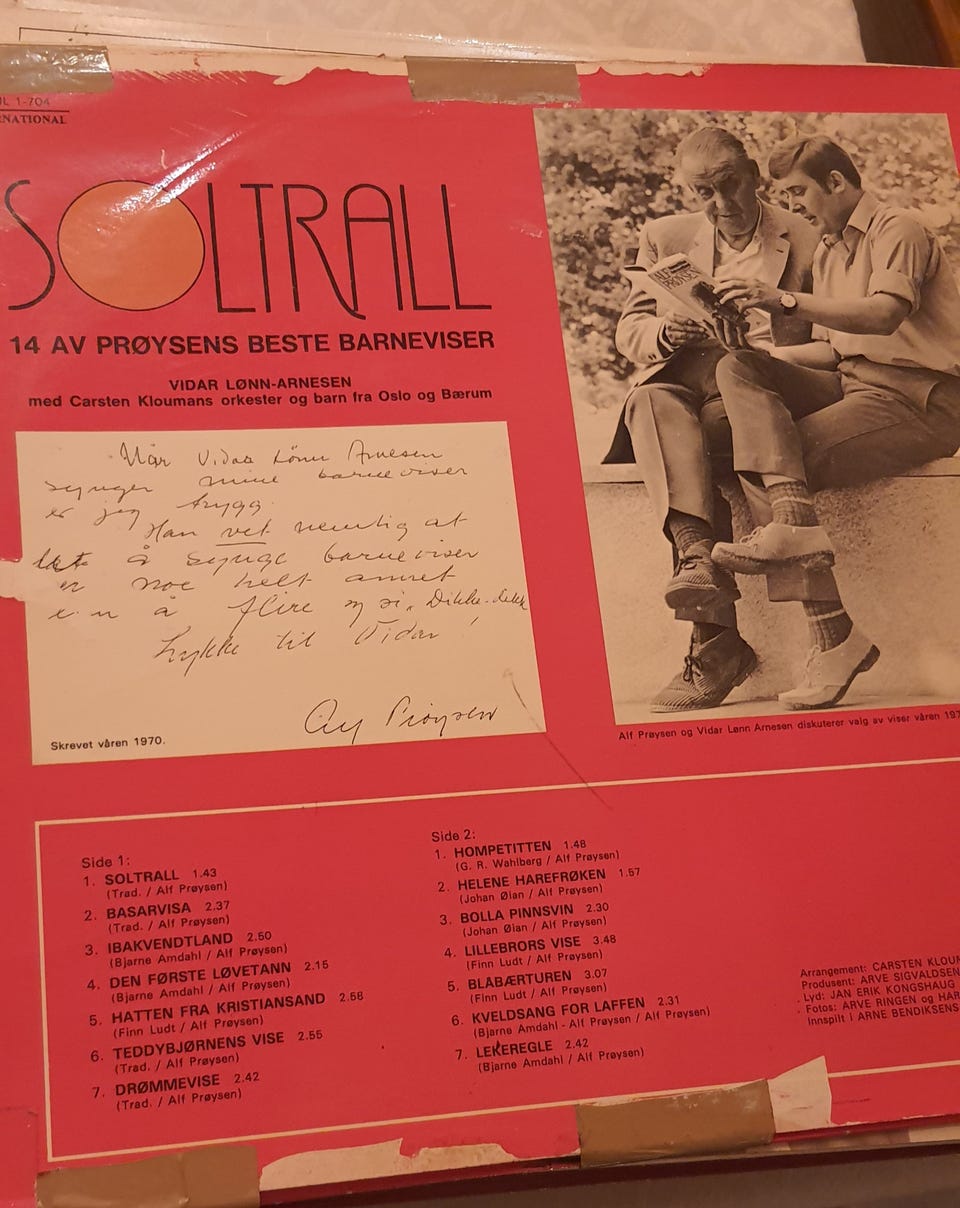 1-704
RNATIONAL
SOLTRALL
14 AV PRØYSENS BESTE BARNEVISER
VIDAR LØNN-ARNESEN
med Carsten Kloumans orkester og barn fra Oslo og Bærum
Når Vidar Lönn Arnesen
synger mine barneviser
er jeg trygg.
Han vet nemlig at
det å synge barneviser
er noe helt annet
enn å flire og si "Dikke-dikk
Lykke til Vidar!
Alf Prøysen
Skrevet våren 1970.
ALF
PRØYSEN
Alf Prøysen og Vidar Lønn Arnesen diskuterer valg av viser våren 197
Side 1:
1. SOLTRALL 1.43
(Trad. / Alf Prøysen)
2. BASARVISA 2.37
(Trad. / Alf Prøysen)
3. IBAKVENDTLAND 2.50
(Bjarne Amdahl / Alf Prøysen)
4. DEN FØRSTE LØVETANN 2.15
(Bjarne Amdahl / Alf Prøysen)
5. HATTEN FRA KRISTIANSAND 2.58
(Finn Ludt / Alf Prøysen)
6. TEDDYBJØRNENS VISE 2.55
(Trad. / Alf Prøysen)
7. DRØMMEVISE 2.42
(Trad. / Alf Prøysen)
Side 2:
1. HOMPETITTEN 1.48
(G. R. Wahlberg / Alf Prøysen)
2. HELENE HAREFRØKEN 1.57
(Johan Øian / Alf Prøysen)
3. BOLLA PINNSVIN 2.30
(Johan Øian / Alf Prøysen)
4. LILLEBRORS VISE 3.48
(Finn Ludt / Alf Prøysen)
5. BLABÆRTUREN 3.07
(Finn Ludt / Alf Prøysen)
6. KVELDSANG FOR LAFFEN 2.31
(Bjarne Amdahl - Alf Prøysen / Alf Prøysen)
7. LEKEREGLE 2.42
(Bjarne Amdahl / Alf Prøysen)
Arrangement: CARSTEN KLOUM
Produsent: ARVE SIGVALDSEN
Lyd: JAN ERIK KONGSHAUG
Fotos: ARVE RINGEN og HAR
Innspilt i ARNE BENDIKSENS